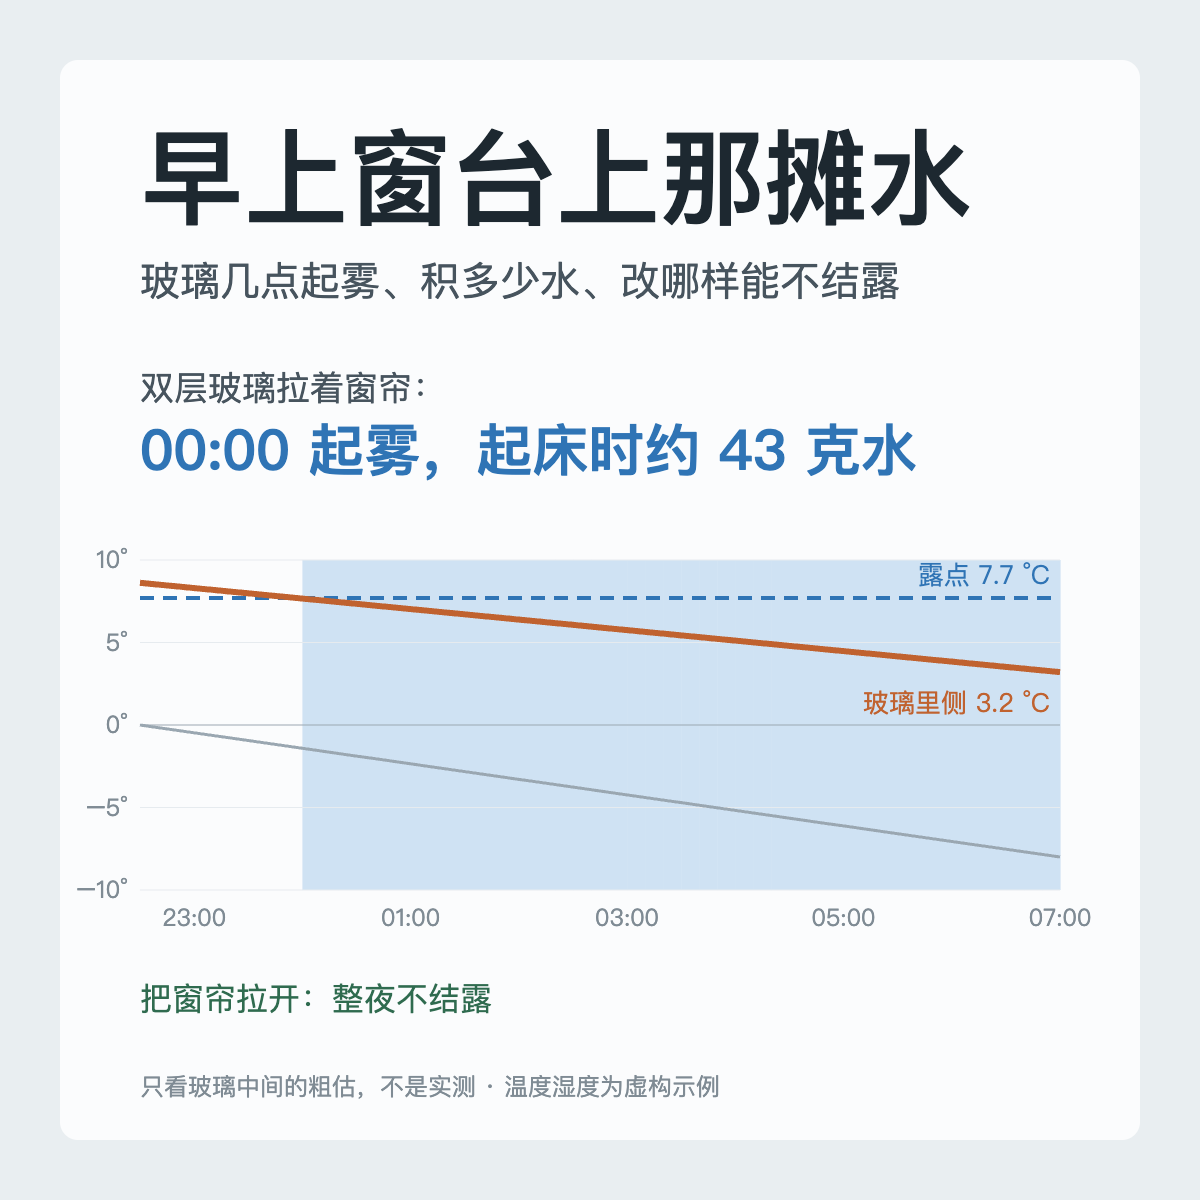 早上窗台上那摊水
玻璃几点起雾、积多少水、改哪样能不结露
双层玻璃拉着窗帘：
00:00 起雾，起床时约 43 克水
10°
露点 7.7 °C
5°
玻璃里侧 3.2 °C
0°
−5°
−10°
23:00 01:00 03:00 05:00 07:00
把窗帘拉开：整夜不结露
只看玻璃中间的粗估，不是实测 · 温度湿度为虚构示例